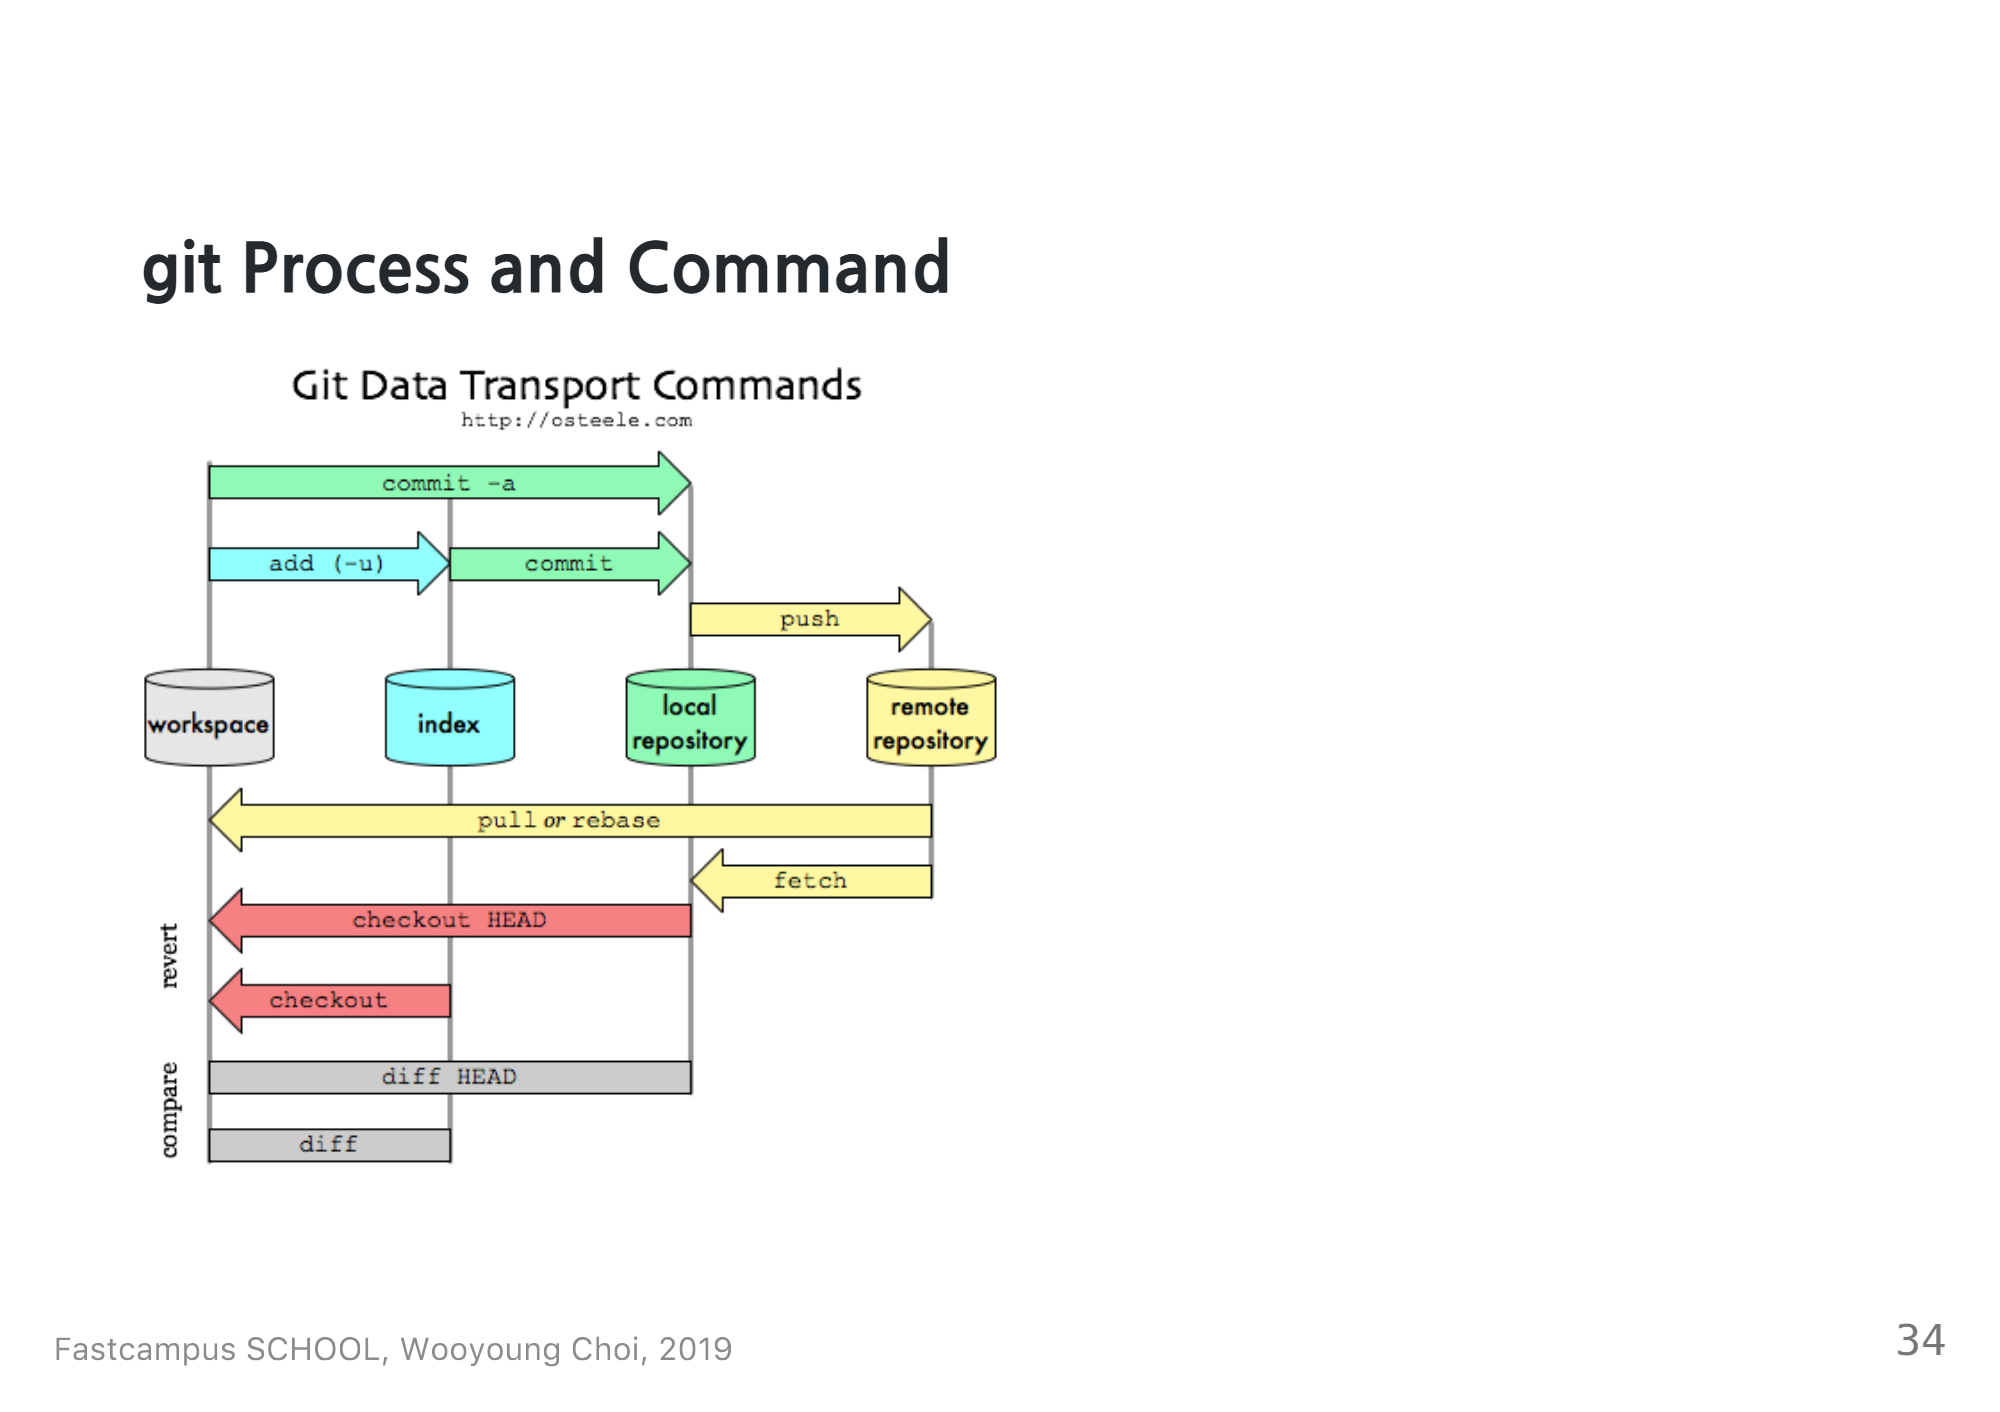 git Process and Command
Git Data Transport Commands
http://osteele.com
commit -a
add (-u)
commit
push
workspace
index
local
repository
remote
repository
pull or rebase
fetch
checkout HEAD
revert
checkout
diff HEAD
compare
diff
Fastcampus SCHOOL, Wooyoung Choi, 2019
34